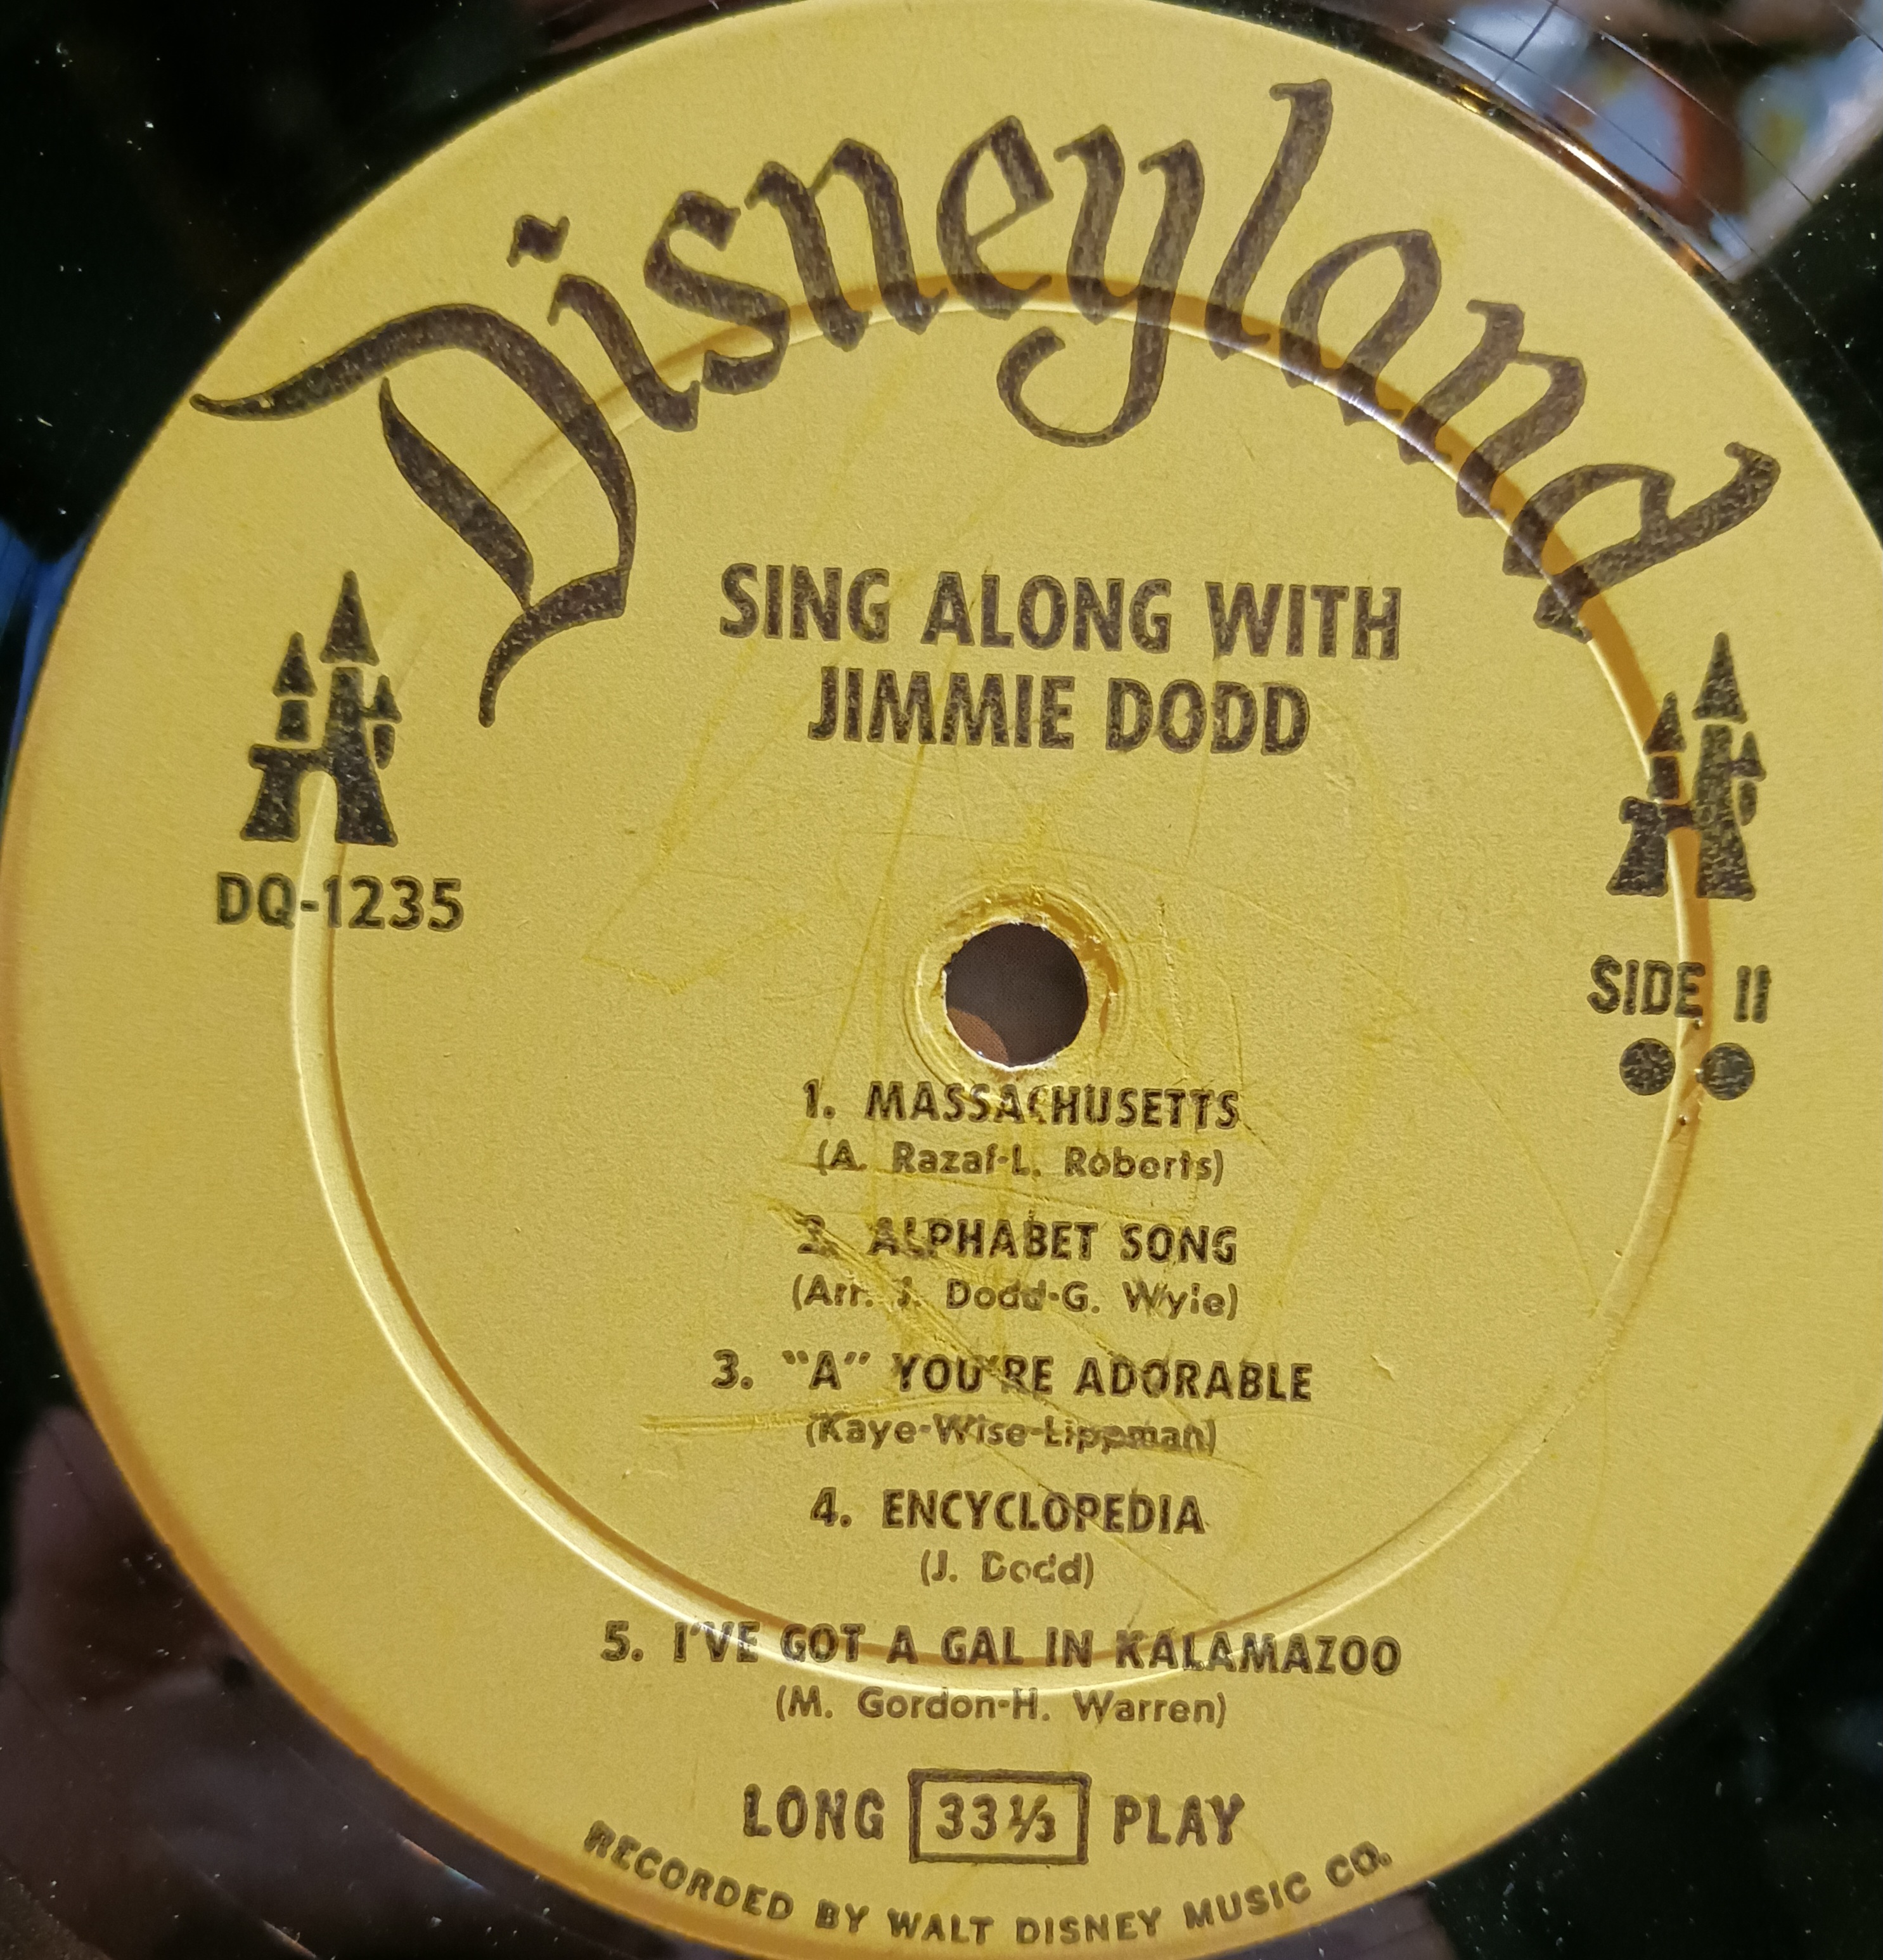 Disneyland
SING ALONG WITH
JIMMIE DODD
DQ-1235
SIDE II
1. MASSACHUSETTS
(A. Razaf-L. Roberts)
2. ALPHABET SONG
(Arr. J. Dodd-G. Wyle)
3. "A" YOU'RE ADORABLE
(Kaye-Wise-Lippman)
4. ENCYCLOPEDIA
(J. Dodd)
5. I'VE GOT A GAL IN KALAMAZOO
(M. Gordon-H. Warren)
LONG 33⅓ PLAY
RECORDED BY WALT DISNEY MUSIC CO.